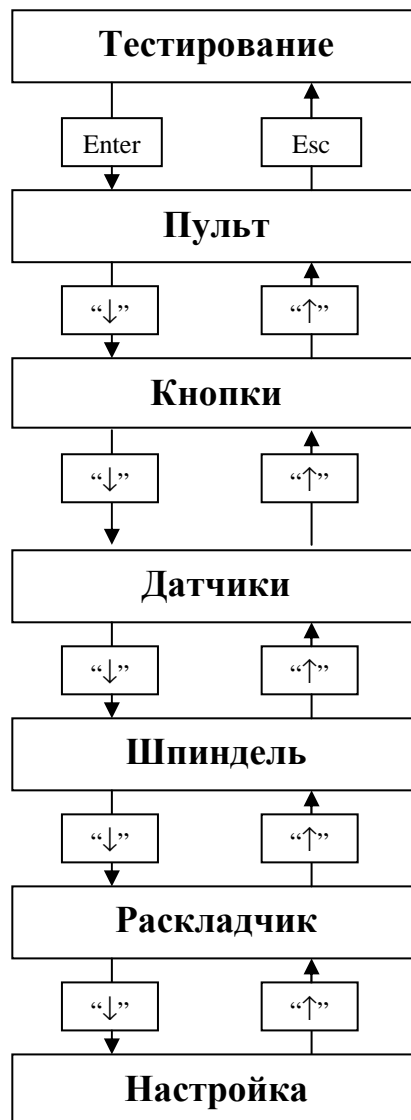 Тестирование
Enter Esc
Пульт
“↓” “↑”
Кнопки
“↓” “↑”
Датчики
“↓” “↑”
Шпиндель
“↓” “↑”
Раскладчик
“↓” “↑”
Настройка